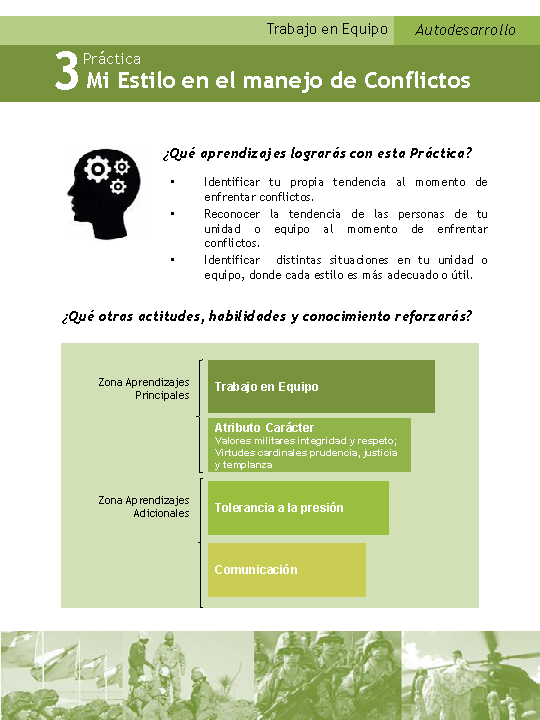 Trabajo en Equipo
Autodesarrollo
3
Práctica
Mi Estilo en el manejo de Conflictos
¿Qué aprendizajes lograrás con esta Práctica?
• Identificar tu propia tendencia al momento de
enfrentar conflictos.
• Reconocer la tendencia de las personas de tu
unidad o equipo al momento de enfrentar
conflictos.
• Identificar distintas situaciones en tu unidad o
equipo, donde cada estilo es más adecuado o útil.
¿Qué otras actitudes, habilidades y conocimiento reforzarás?
Zona Aprendizajes
Principales
Trabajo en Equipo
Atributo Carácter
Valores militares integridad y respeto;
Virtudes cardinales prudencia, justicia
y templanza
Zona Aprendizajes
Adicionales
Tolerancia a la presión
Comunicación